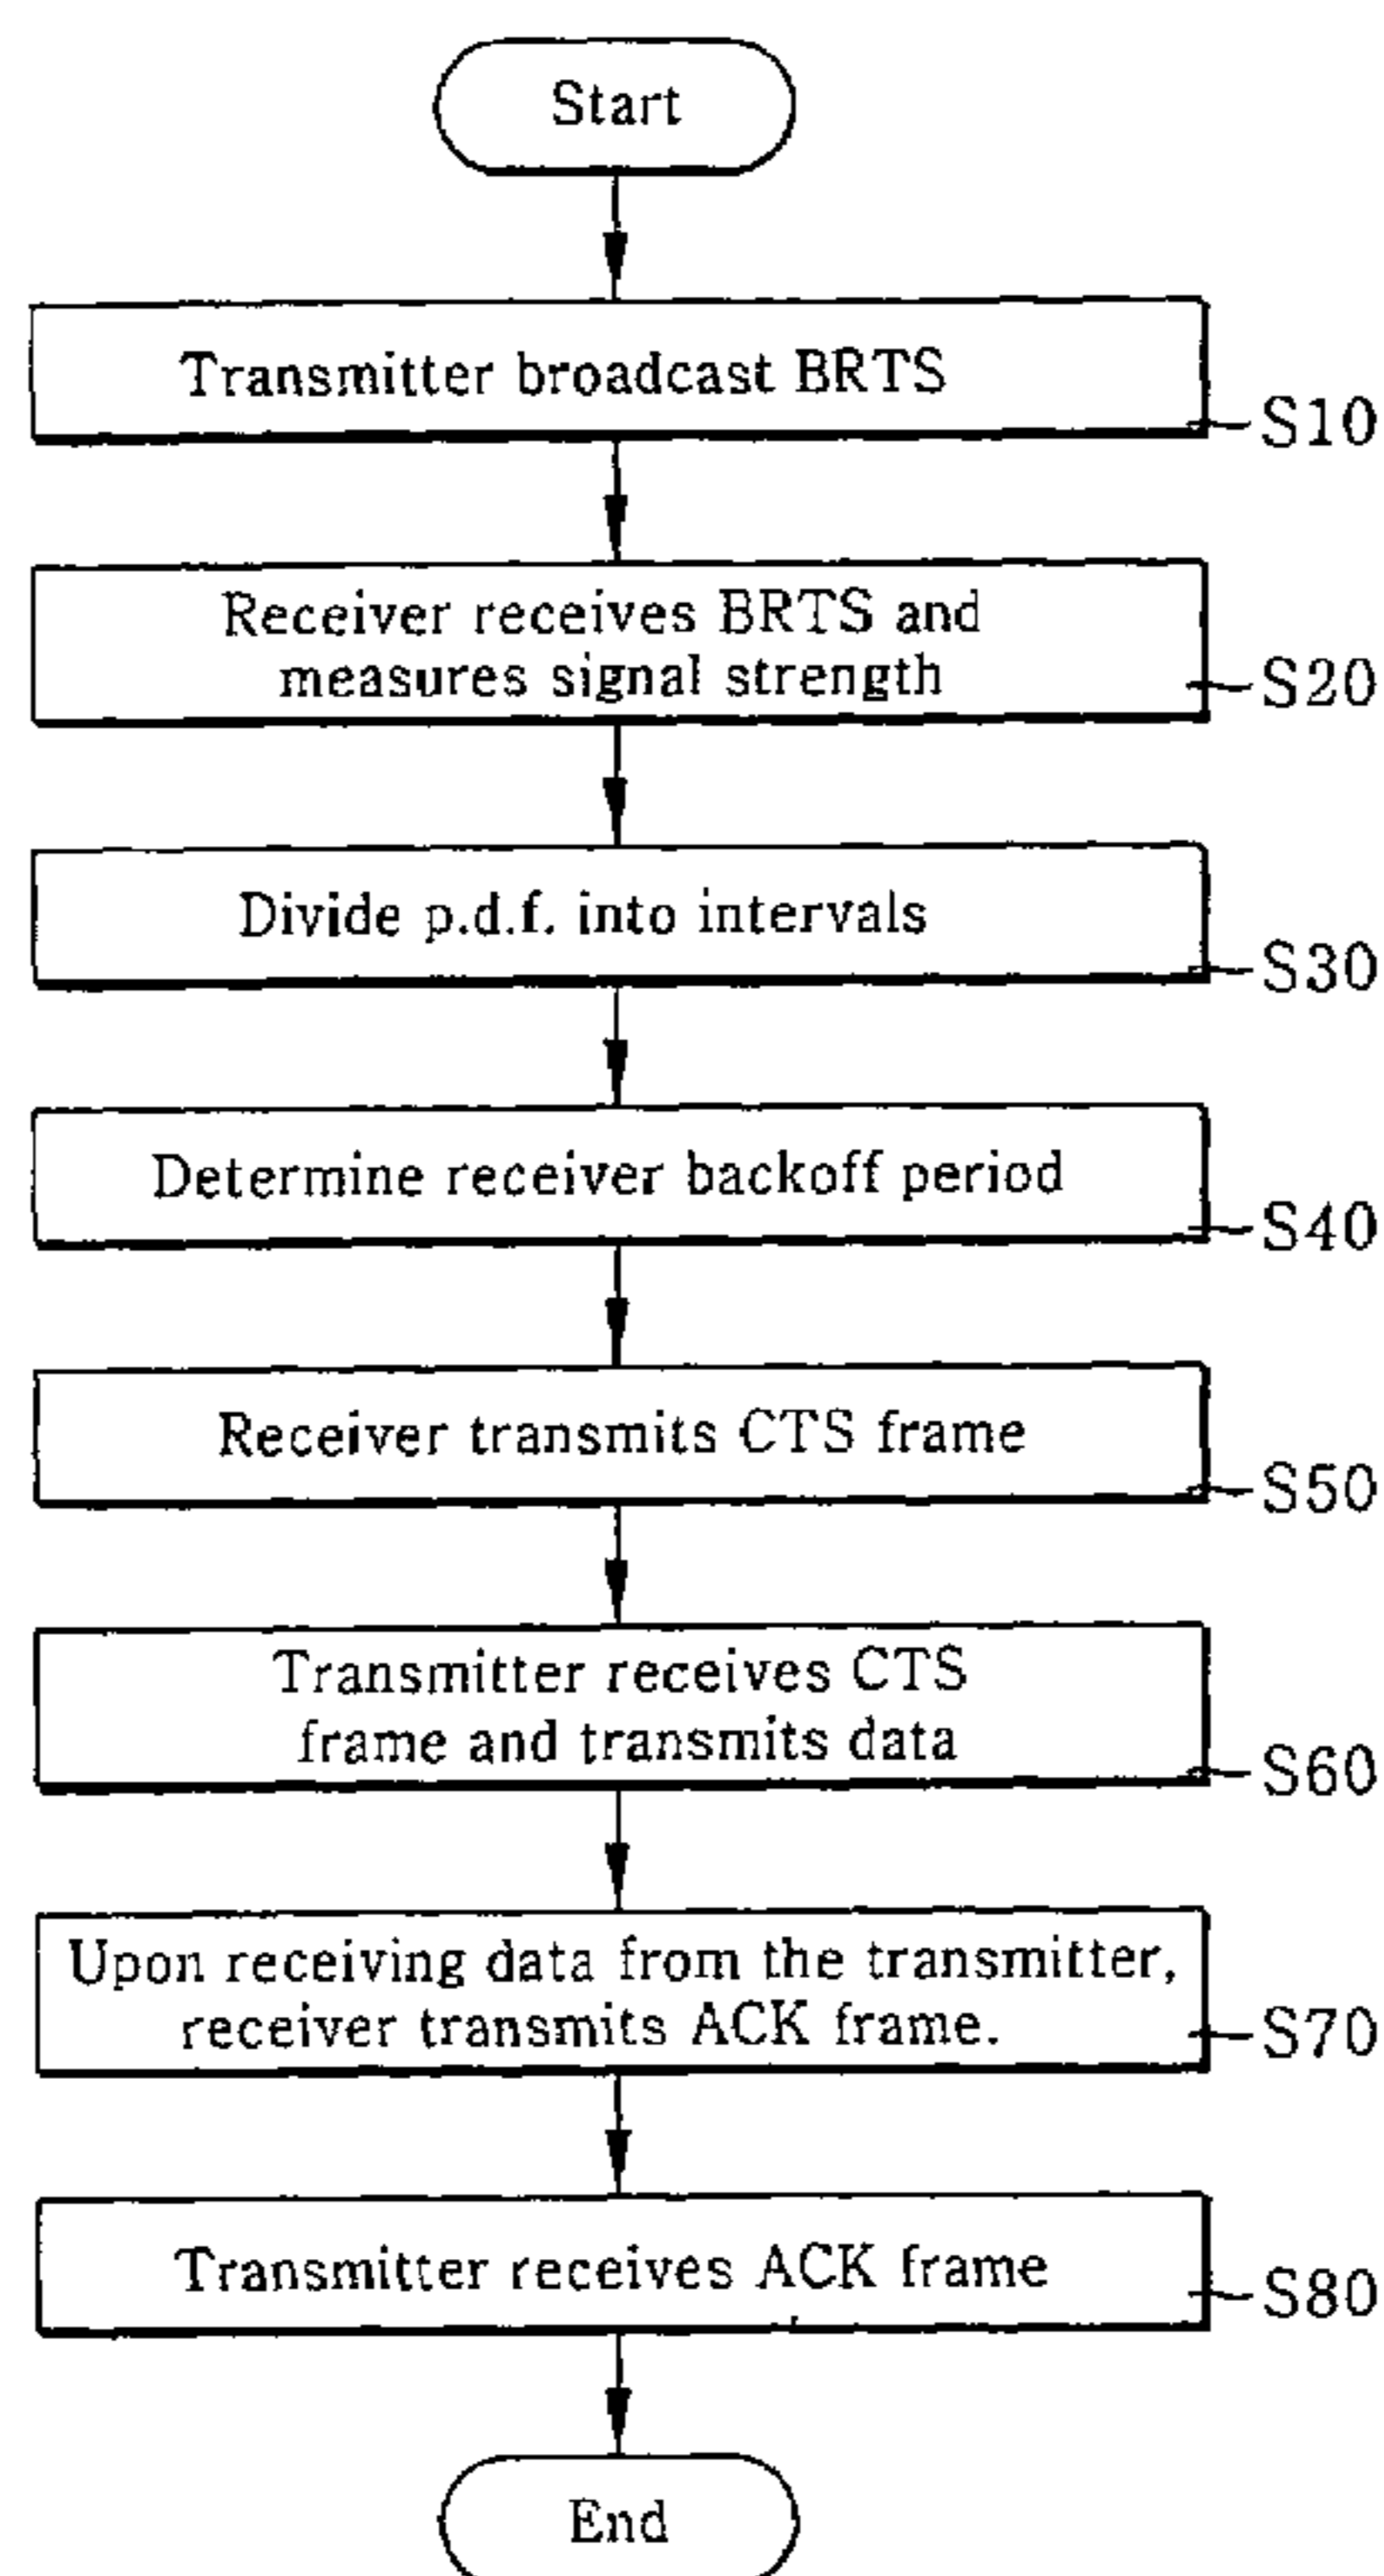 Start
Transmitter broadcast BRTS
S10
Receiver receives BRTS and
measures signal strength
S20
Divide p.d.f. into intervals
S30
Determine receiver backoff period
S40
Receiver transmits CTS frame
S50
Transmitter receives CTS
frame and transmits data
S60
Upon receiving data from the transmitter,
receiver transmits ACK frame.
S70
Transmitter receives ACK frame
S80
End